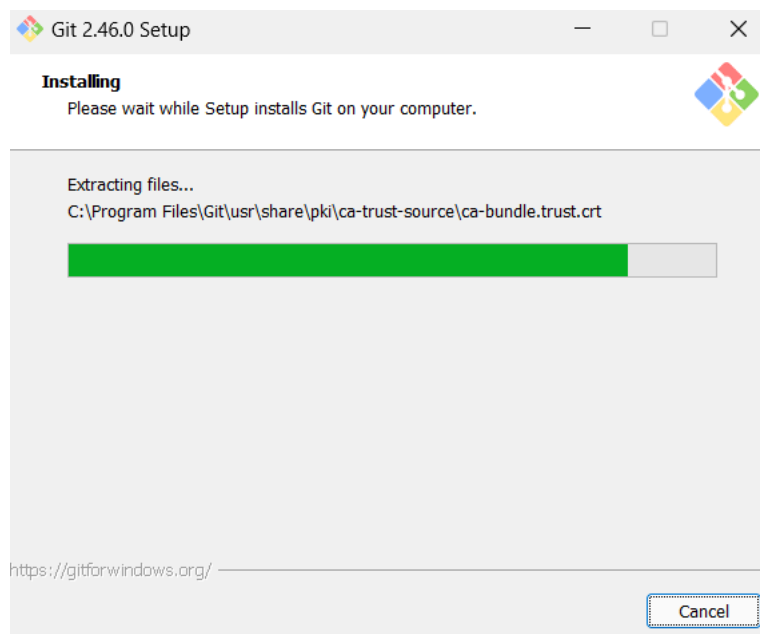 Git 2.46.0 Setup
Installing
Please wait while Setup installs Git on your computer.
Extracting files...
C:\Program Files\Git\usr\share\pki\ca-trust-source\ca-bundle.trust.crt
https://gitforwindows.org/
Cancel